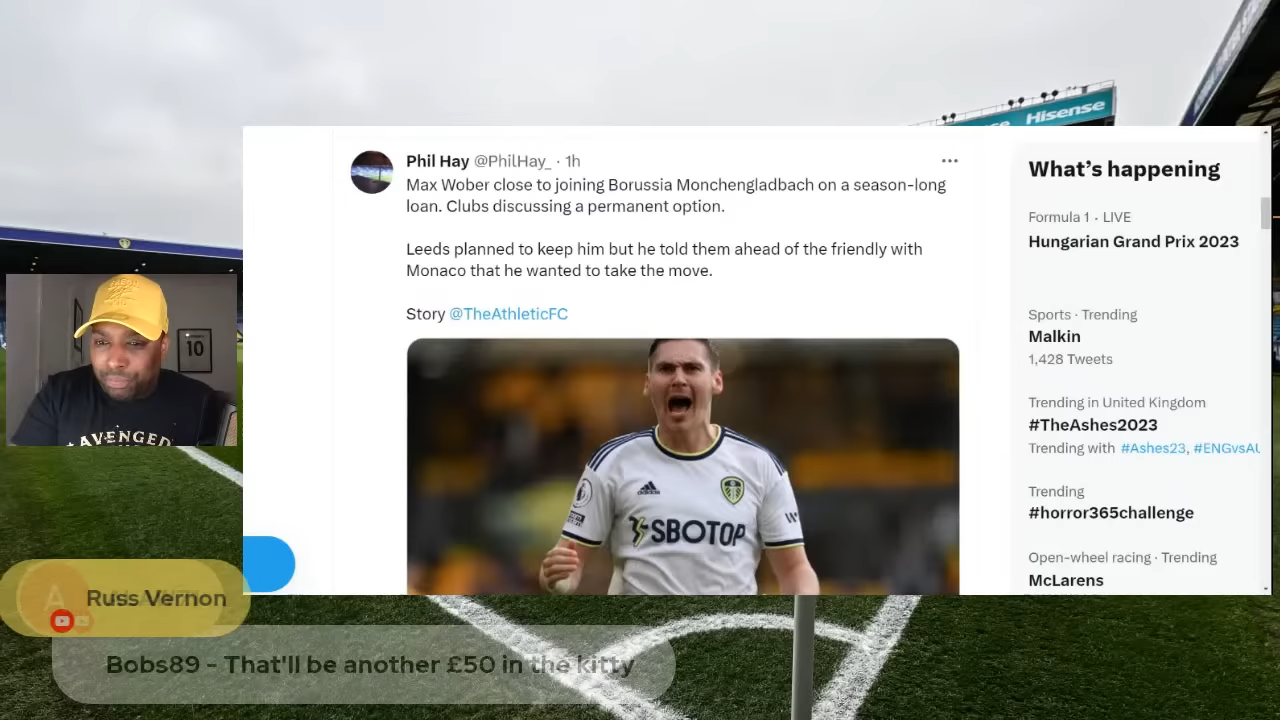 Hisense
Phil Hay @PhilHay_ · 1h
Max Wober close to joining Borussia Monchengladbach on a season-long
loan. Clubs discussing a permanent option.
Leeds planned to keep him but he told them ahead of the friendly with
Monaco that he wanted to take the move.
Story @TheAthleticFC
SBOTOP
What's happening
Formula 1 · LIVE
Hungarian Grand Prix 2023
Sports · Trending
Malkin
1,428 Tweets
Trending in United Kingdom
#TheAshes2023
Trending with #Ashes23, #ENGvsAU
Trending
#horror365challenge
Open-wheel racing · Trending
McLarens
10
AVENGED
A
Russ Vernon
Bobs89 - That'll be another £50 in the kitty